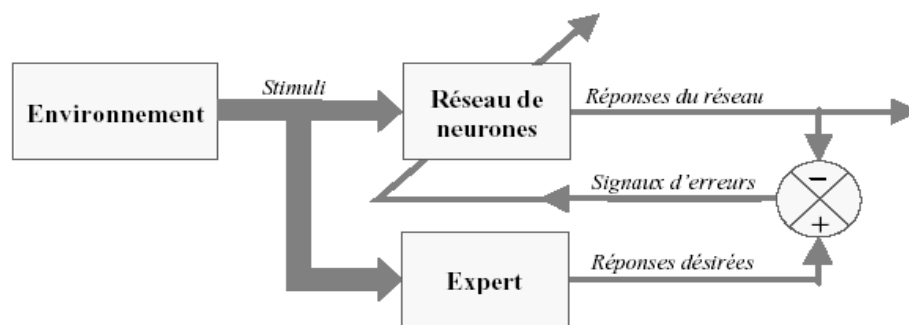 Stimuli
Environnement
Réseau de
neurones
Réponses du réseau
−
Signaux d'erreurs
+
Expert
Réponses désirées